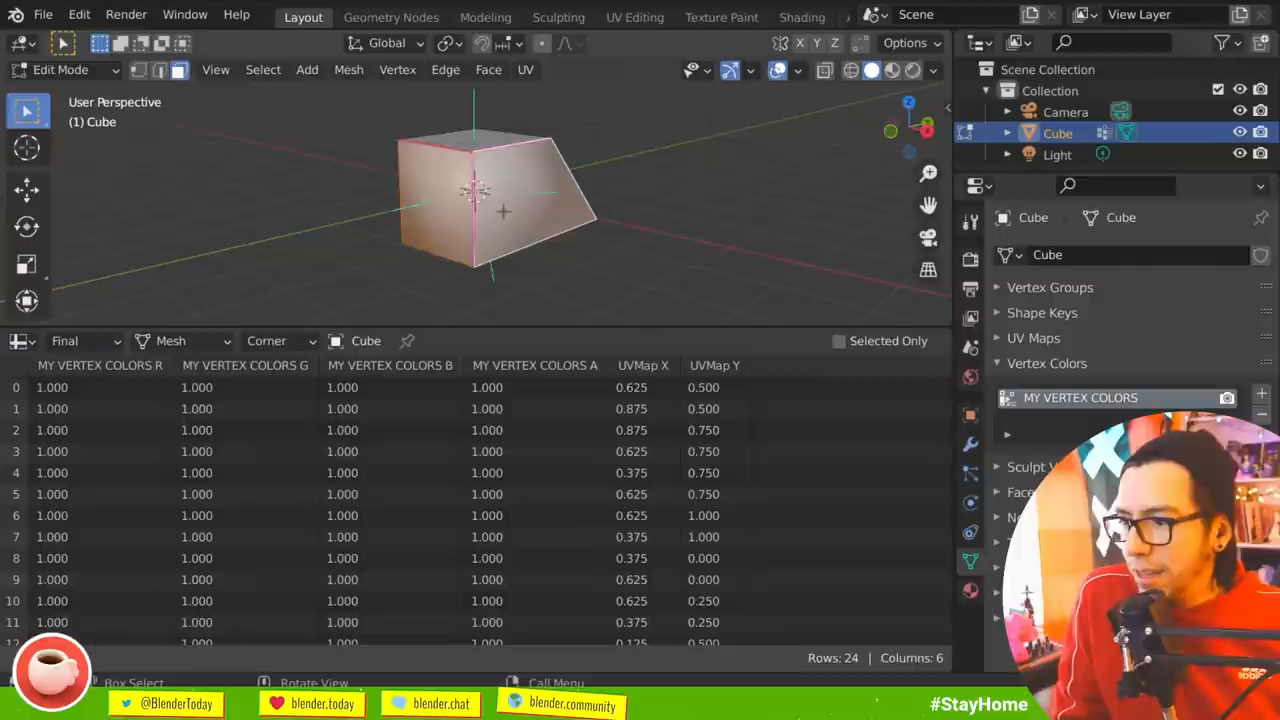 File Edit Render Window Help Layout Geometry Nodes Modeling Sculpting UV Editing Texture Paint Shading Scene View Layer
Global X Y Z Options
Edit Mode View Select Add Mesh Vertex Edge Face UV
User Perspective
(1) Cube
Scene Collection
Collection
Camera
Cube
Light
Cube Cube
Cube
Vertex Groups
Shape Keys
UV Maps
Vertex Colors
MY VERTEX COLORS
Final Mesh Corner Cube Selected Only
MY VERTEX COLORS R MY VERTEX COLORS G MY VERTEX COLORS B MY VERTEX COLORS A UVMap X UVMap Y
0 1.000 1.000 1.000 1.000 0.625 0.500
1 1.000 1.000 1.000 1.000 0.875 0.500
2 1.000 1.000 1.000 1.000 0.875 0.750
3 1.000 1.000 1.000 1.000 0.625 0.750
4 1.000 1.000 1.000 1.000 0.375 0.750
5 1.000 1.000 1.000 1.000 0.625 0.750
6 1.000 1.000 1.000 1.000 0.625 1.000
7 1.000 1.000 1.000 1.000 0.375 1.000
8 1.000 1.000 1.000 1.000 0.375 0.000
9 1.000 1.000 1.000 1.000 0.625 0.000
10 1.000 1.000 1.000 1.000 0.625 0.250
11 1.000 1.000 1.000 1.000 0.375 0.250
12 1.000 1.000 1.000 1.000 0.125 0.500
Rows: 24 | Columns: 6
Box Select Rotate View Call Menu
@BlenderToday blender.today blender.chat blender.community #StayHome